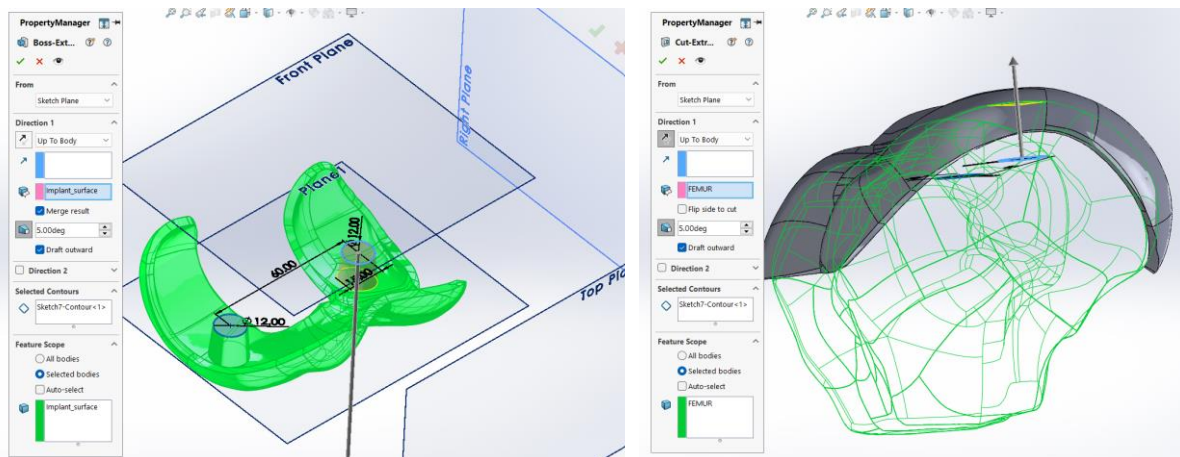 PropertyManager
Boss-Ext...
From
Sketch Plane
Direction 1
Up To Body
Implant_surface
Merge result
5.00deg
Draft outward
Direction 2
Selected Contours
Sketch7-Contour<1>
Feature Scope
All bodies
Selected bodies
Auto-select
Implant_surface
Front Plane
Right Plane
Plane1
60.00
12.00
12.00
PropertyManager
Cut-Extr...
From
Sketch Plane
Direction 1
Up To Body
FEMUR
Flip side to cut
5.00deg
Draft outward
Direction 2
Selected Contours
Sketch7-Contour<1>
Feature Scope
All bodies
Selected bodies
Auto-select
FEMUR